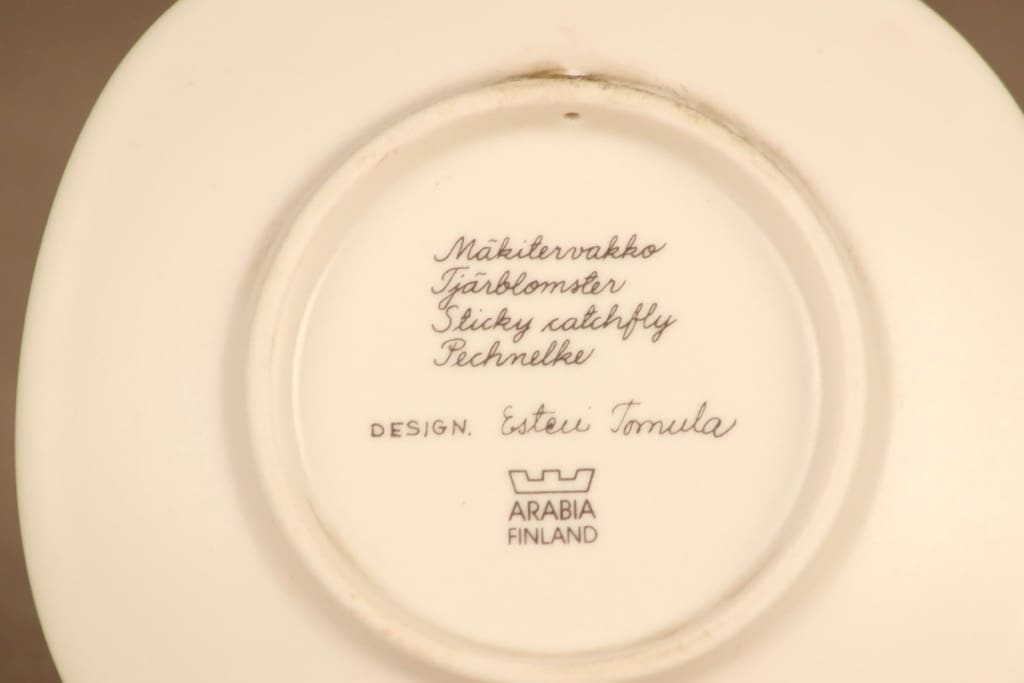 Mäkitervakko
Tjärblomster
Sticky catchfly
Pechnelke
DESIGN. Esteri Tomula
ARABIA
FINLAND